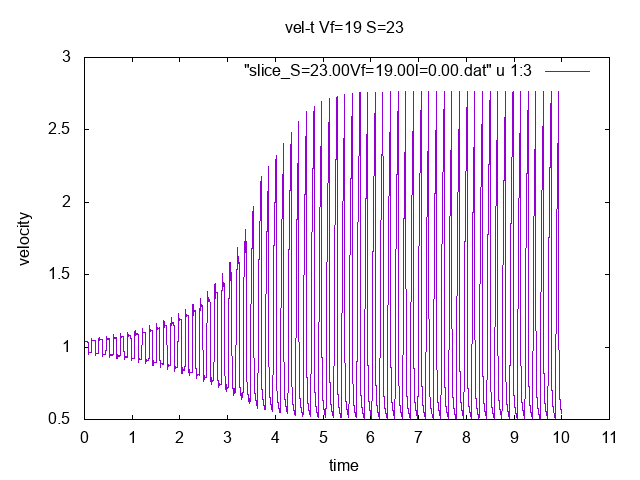 vel-t Vf=19 S=23
"slice_S=23.00Vf=19.00I=0.00.dat" u 1:3
3
2.5
2
1.5
1
0.5
velocity
0 1 2 3 4 5 6 7 8 9 10 11
time